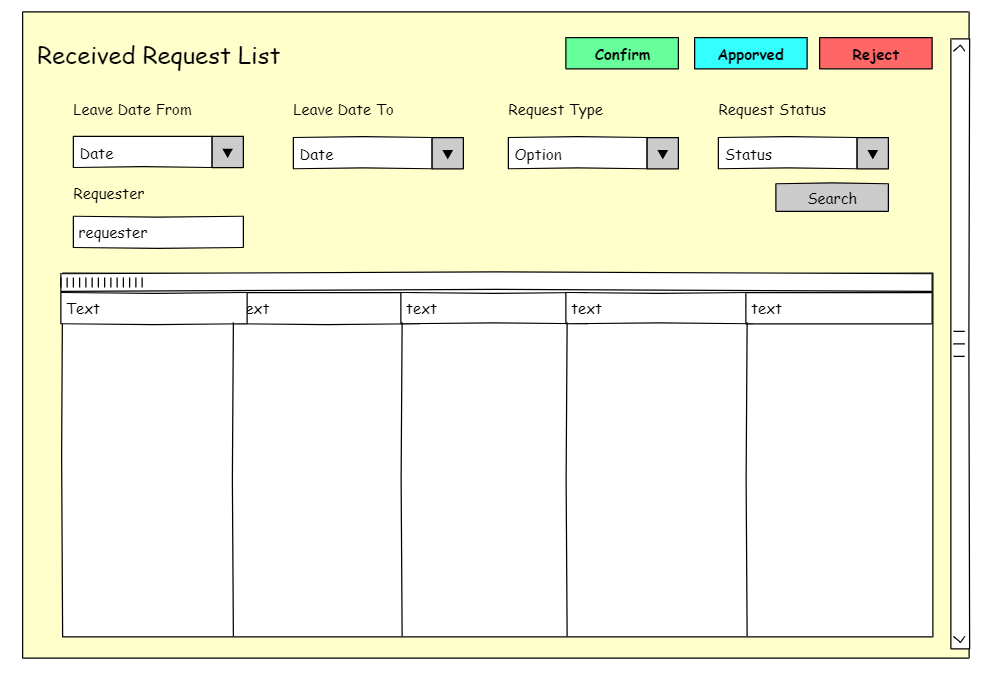 Received Request List
Confirm
Apporved
Reject
Leave Date From
Leave Date To
Request Type
Request Status
Date
Date
Option
Status
Requester
Search
requester
Text
ext
text
text
text